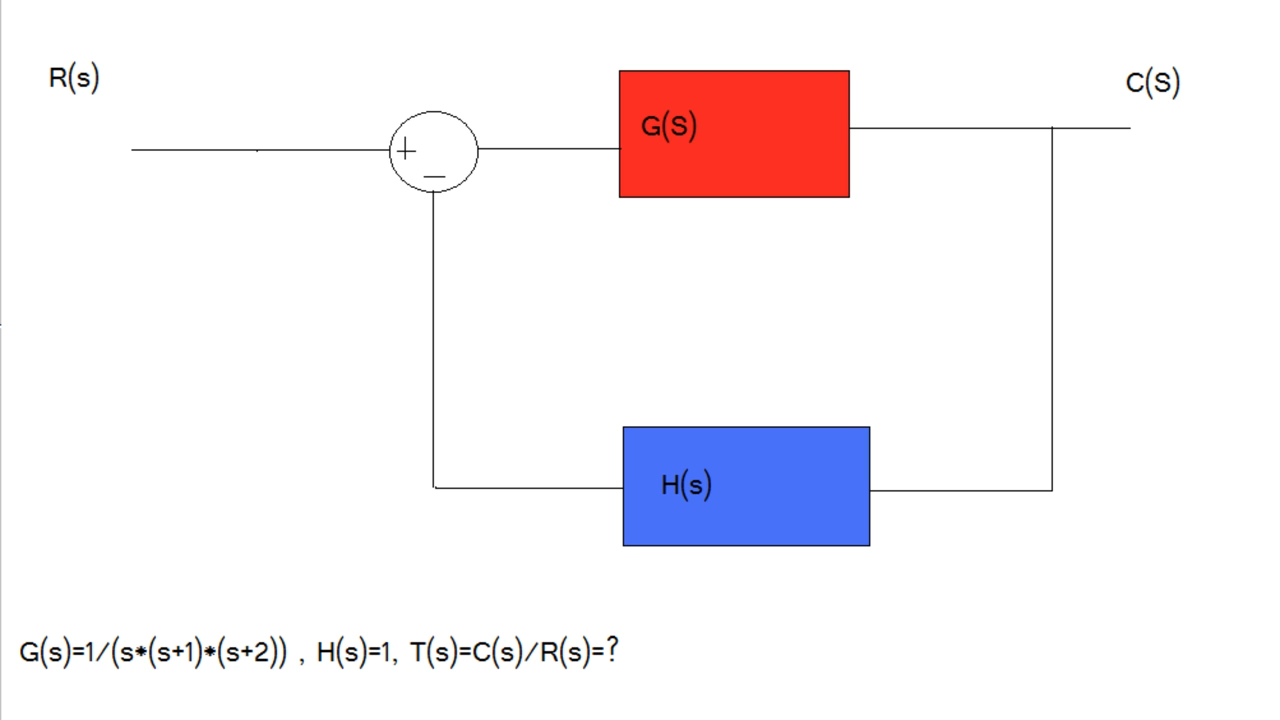 R(s)
C(S)
G(S)
+
−
H(s)
G(s)=1/(s*(s+1)*(s+2)) , H(s)=1, T(s)=C(s)/R(s)=?